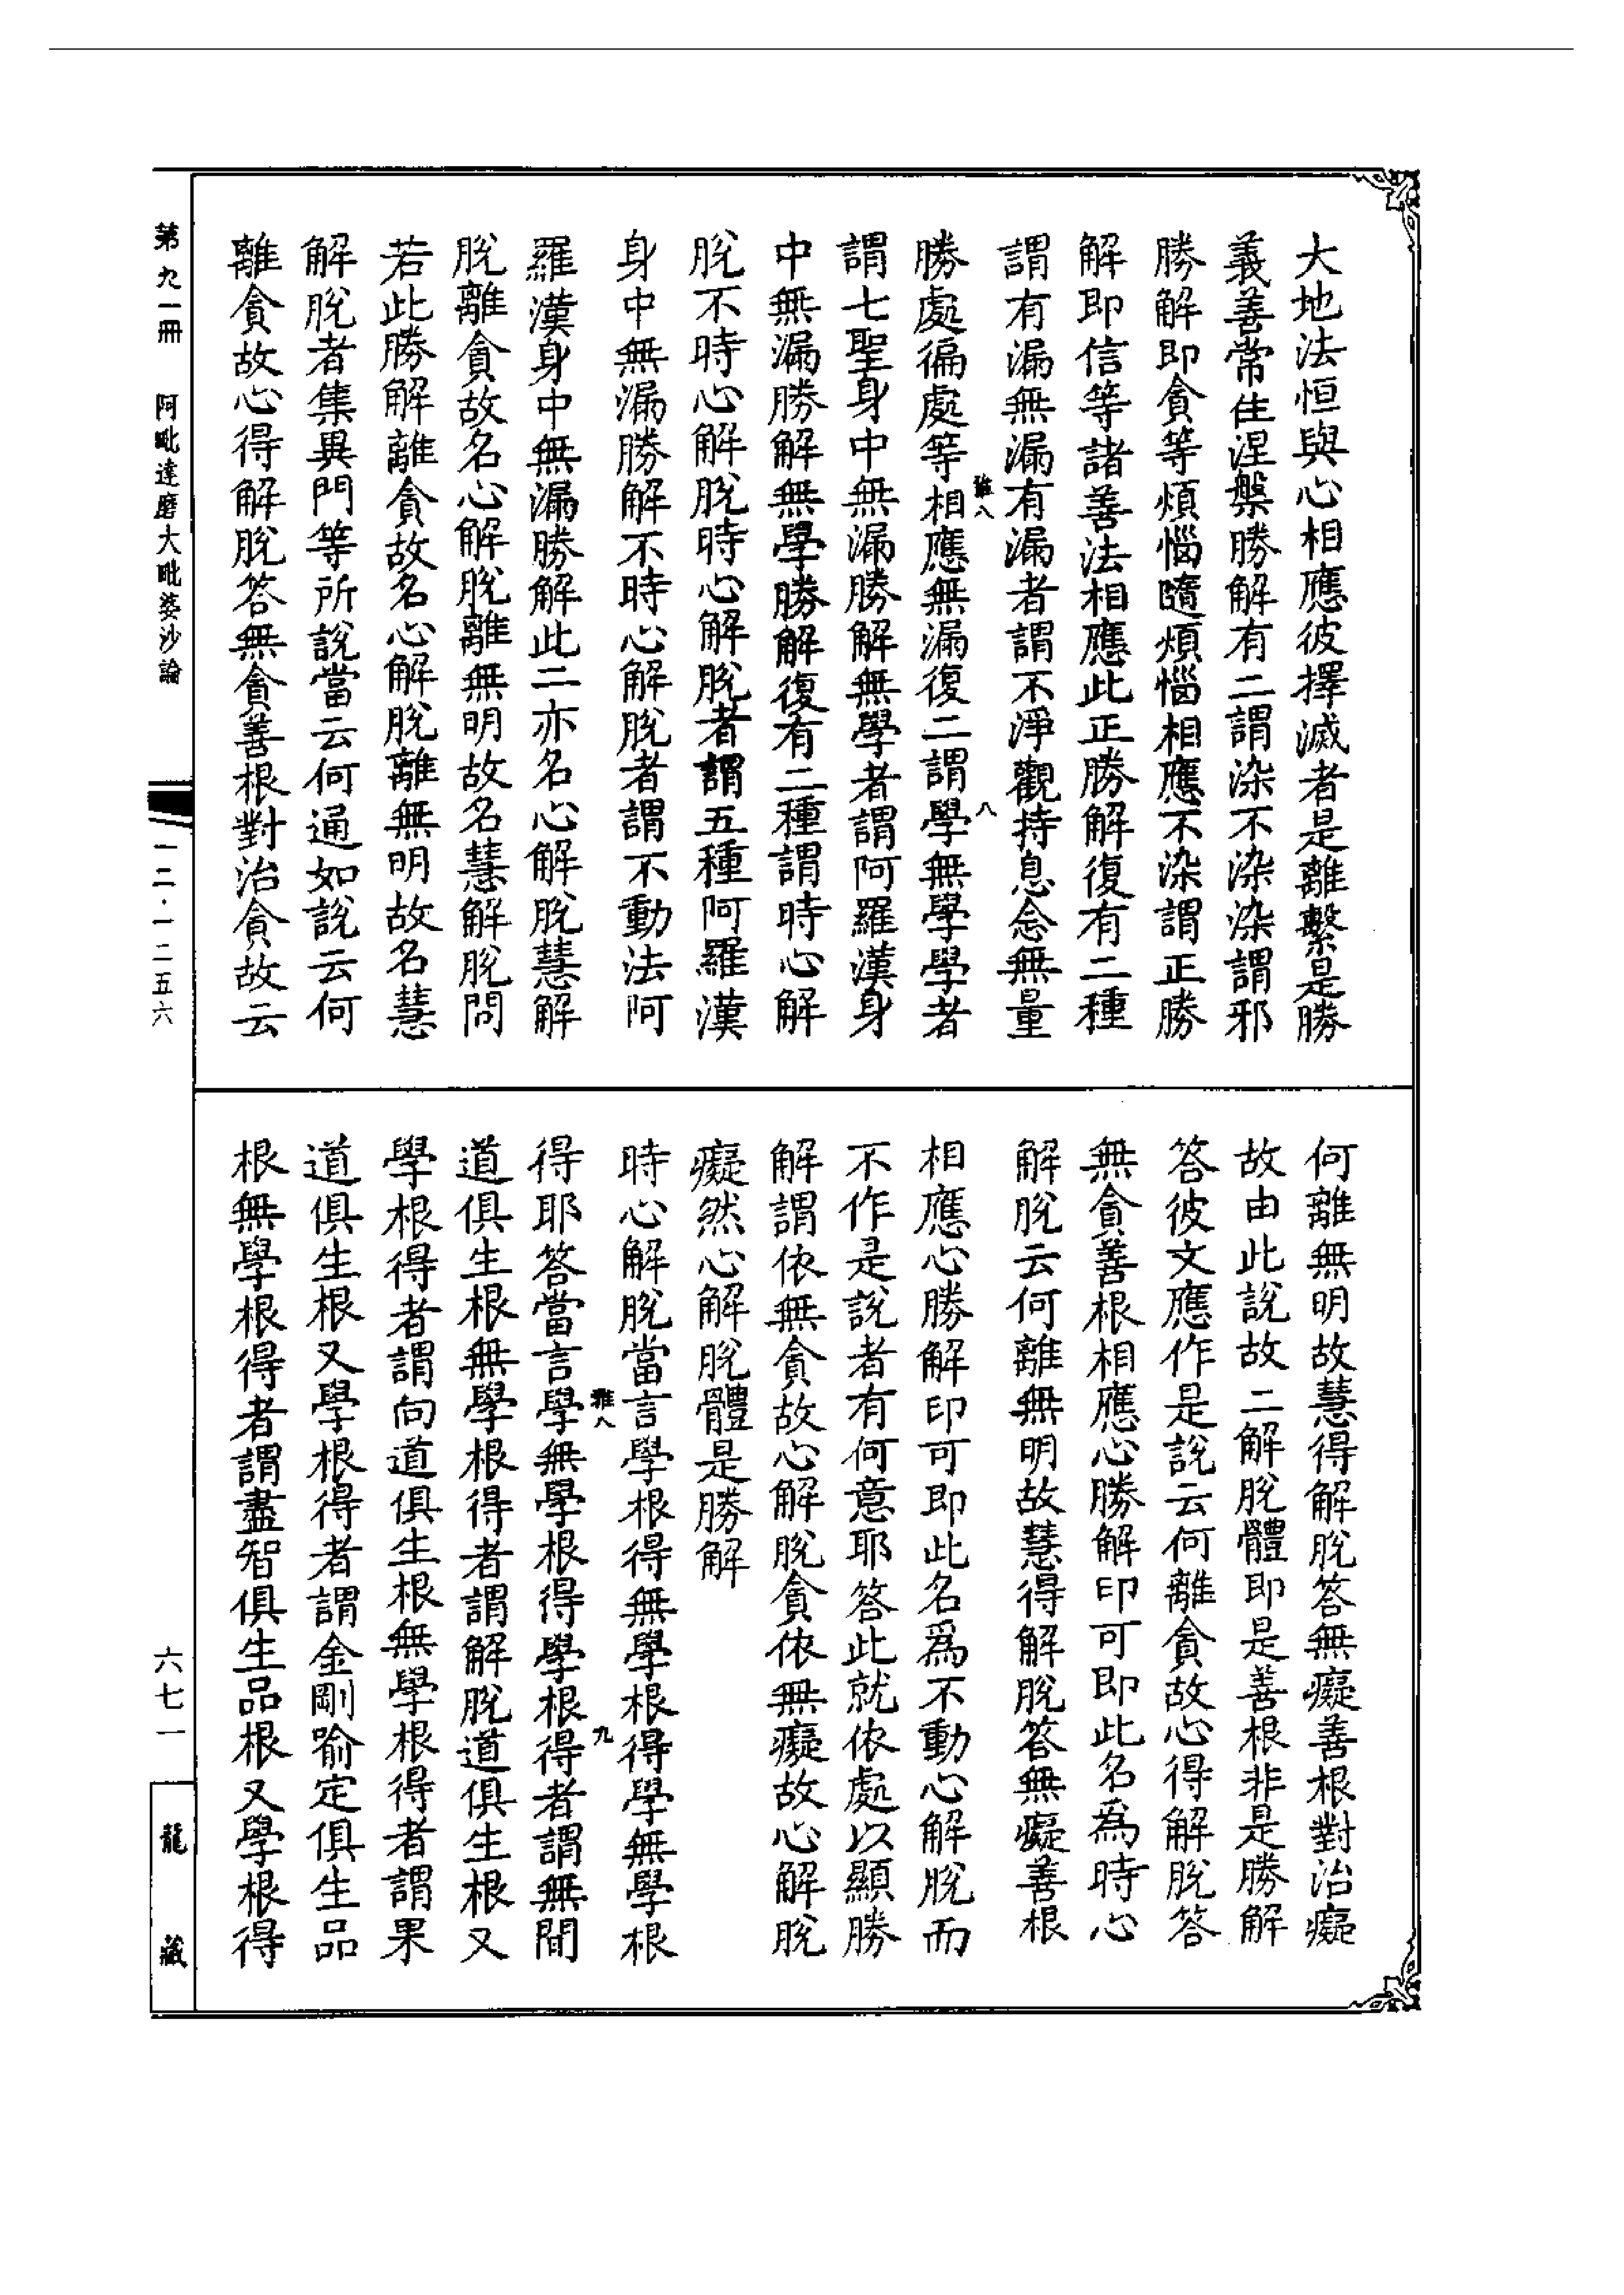 大地法恒與心相應彼擇滅者是離繫是勝
義善常住涅槃勝解有二謂染不染染謂邪
勝解即貪等煩惱隨煩惱相應不染謂正勝
解即信等諸善法相應此正勝解復有二種
謂有漏無漏有漏者謂不淨觀持息念無量
雅八
八
勝處徧處等相應無漏復二謂學無學學者
謂七聖身中無漏勝解無學者謂阿羅漢身
中無漏勝解無學勝解復有二種謂時心解
脫不時心解脫時心解脫者謂五種阿羅漢
身中無漏勝解不時心解脫者謂不動法阿
羅漢身中無漏勝解此二亦名心解脫慧解
脫離貪故名心解脫離無明故名慧解脫問
若此勝解離貪故名心解脫離無明故名慧
解脫者集異門等所說當云何通如說云何
離貪故心得解脫答無貪善根對治貪故云
何離無明故慧得解脫答無癡善根對治癡
故由此說故二解脫體即是善根非是勝解
答彼文應作是說云何離貪故心得解脫答
無貪善根相應心勝解印可即此名為時心
解脫云何離無明故慧得解脫答無癡善根
相應心勝解印可即此名為不動心解脫而
不作是說者有何意耶答此就依處以顯勝
解謂依無貪故心解脫貪依無癡故心解脫
癡然心解脫體是勝解
時心解脫當言學根得無學根得學無學根
雅八
九
得耶答當言學無學根得學根得者謂無間
道俱生根無學根得者謂解脫道俱生根又
學根得者謂向道俱生根無學根得者謂果
道俱生根又學根得者謂金剛喻定俱生品
根無學根得者謂盡智俱生品根又學根得
第九一冊
阿毗達磨大毗婆沙論
一二·一二五六
六七一
龍藏